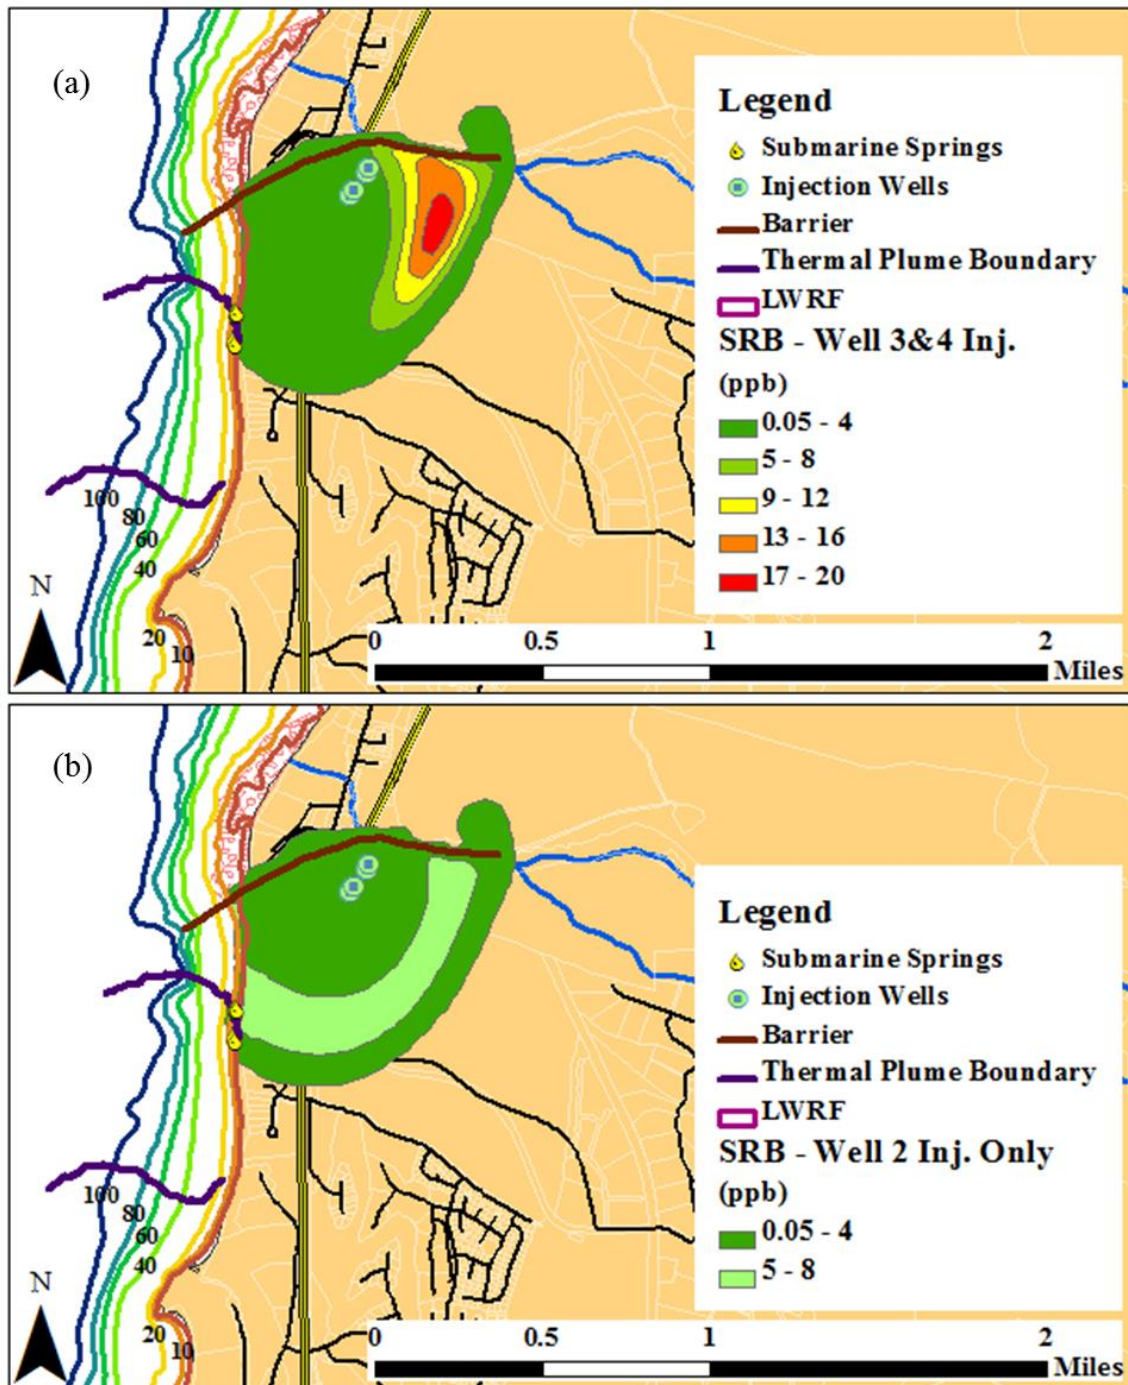 (a)
Legend
Submarine Springs
Injection Wells
Barrier
Thermal Plume Boundary
LWRF
SRB - Well 3&4 Inj.
(ppb)
0.05 - 4
5 - 8
9 - 12
13 - 16
17 - 20
100
80
60
40
20
10
N
0 0.5 1 2
Miles
(b)
Legend
Submarine Springs
Injection Wells
Barrier
Thermal Plume Boundary
LWRF
SRB - Well 2 Inj. Only
(ppb)
0.05 - 4
5 - 8
100
80
60
40
20
10
N
0 0.5 1 2
Miles